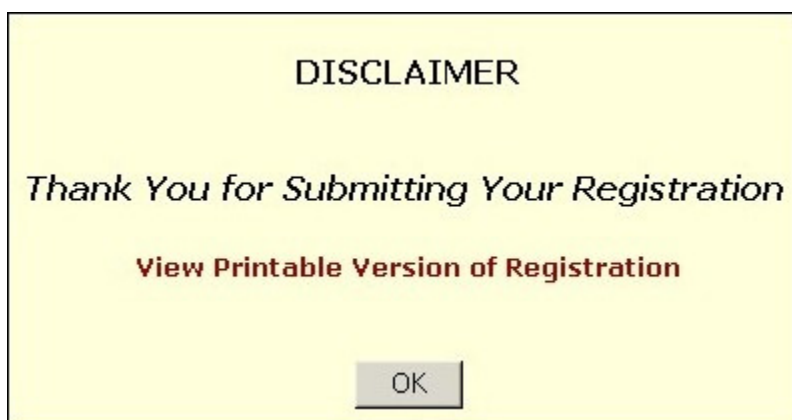 DISCLAIMER
Thank You for Submitting Your Registration
View Printable Version of Registration
OK